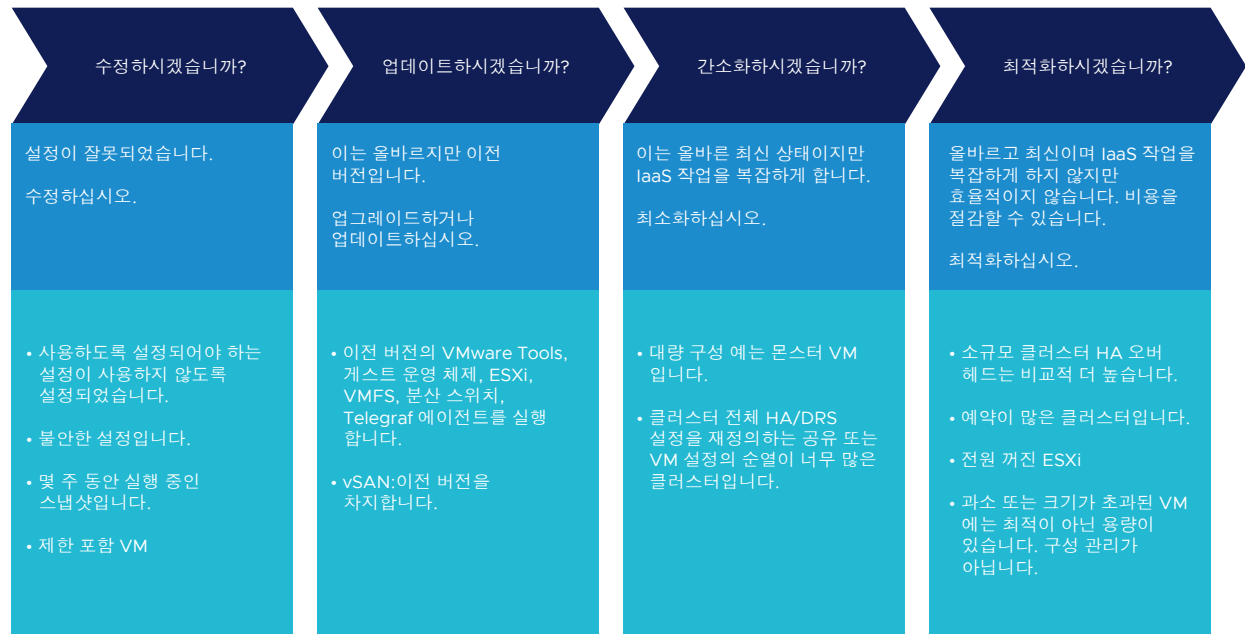 수정하시겠습니까?
업데이트하시겠습니까?
간소화하시겠습니까?
최적화하시겠습니까?
설정이 잘못되었습니다.
수정하십시오.
이는 올바르지만 이전
버전입니다.
업그레이드하거나
업데이트하십시오.
이는 올바른 최신 상태이지만
IaaS 작업을 복잡하게 합니다.
최소화하십시오.
올바르고 최신이며 IaaS 작업을
복잡하게 하지 않지만
효율적이지 않습니다. 비용을
절감할 수 있습니다.
최적화하십시오.
• 사용하도록 설정되어야 하는
설정이 사용하지 않도록
설정되었습니다.
• 불안한 설정입니다.
• 몇 주 동안 실행 중인
스냅샷입니다.
• 제한 포함 VM
• 이전 버전의 VMware Tools,
게스트 운영 체제, ESXi,
VMFS, 분산 스위치,
Telegraf 에이전트를 실행
합니다.
• vSAN:이전 버전을
차지합니다.
• 대량 구성 예는 몬스터 VM
입니다.
• 클러스터 전체 HA/DRS
설정을 재정의하는 공유 또는
VM 설정의 순열이 너무 많은
클러스터입니다.
• 소규모 클러스터 HA 오버
헤드는 비교적 더 높습니다.
• 예약이 많은 클러스터입니다.
• 전원 꺼진 ESXi
• 과소 또는 크기가 초과된 VM
에는 최적이 아닌 용량이
있습니다. 구성 관리가
아닙니다.